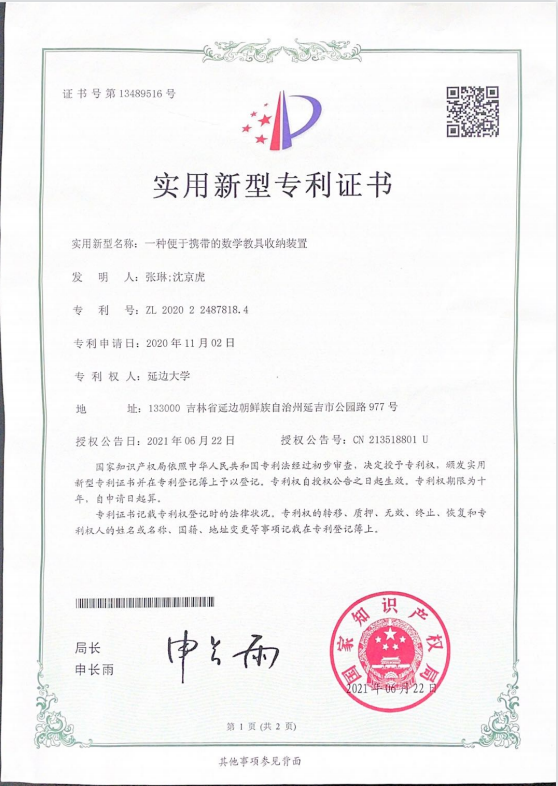 证书号第13489516号
实用新型专利证书
实用新型名称：一种便于携带的数学教具收纳装置
发明人：张琳;沈京虎
专利号：ZL 2020 2 2487818.4
专利申请日：2020年11月02日
专利权人：延边大学
地址：133000 吉林省延边朝鲜族自治州延吉市公园路977号
授权公告日：2021年06月22日 授权公告号：CN 213518801 U
国家知识产权局依照中华人民共和国专利法经过初步审查，决定授予专利权，颁发实用
新型专利证书并在专利登记簿上予以登记。专利权自授权公告之日起生效。专利权期限为十
年，自申请日起算。
专利证书记载专利权登记时的法律状况。专利权的转移、质押、无效、终止、恢复和专
利权人的姓名或名称、国籍、地址变更等事项记载在专利登记簿上。
局长
申长雨
申长雨
国家知识产权局
2021年06月22日
第1页(共2页)
其他事项参见背面